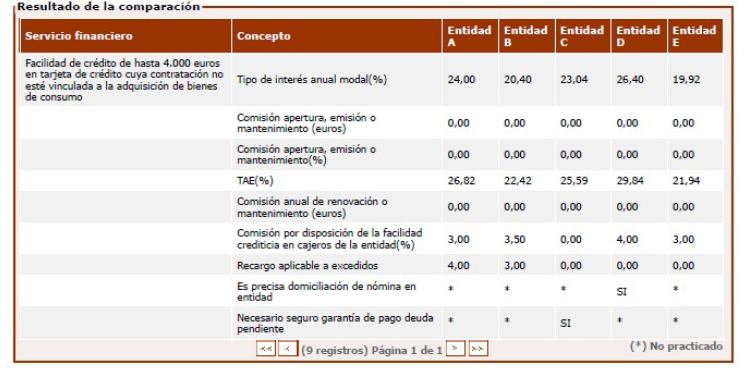 Resultado de la comparación
Servicio financiero Concepto Entidad A Entidad B Entidad C Entidad D Entidad E
Facilidad de crédito de hasta 4.000 euros
en tarjeta de crédito cuya contratación no
esté vinculada a la adquisición de bienes
de consumo
Tipo de interés anual modal(%) 24,00 20,40 23,04 26,40 19,92
Comisión apertura, emisión o
mantenimiento (euros) 0,00 0,00 0,00 0,00 0,00
Comisión apertura, emisión o
mantenimiento(%) 0,00 0,00 0,00 0,00 0,00
TAE(%) 26,82 22,42 25,59 29,84 21,94
Comisión anual de renovación o
mantenimiento (euros) 0,00 0,00 0,00 0,00 0,00
Comisión por disposición de la facilidad
crediticia en cajeros de la entidad(%) 3,00 3,50 0,00 4,00 3,00
Recargo aplicable a excedidos 4,00 3,00 0,00 0,00 0,00
Es precisa domiciliación de nómina en
entidad * * * SI *
Necesario seguro garantía de pago deuda
pendiente * * SI * *
<< < (9 registros) Página 1 de 1 > >> (*) No practicado